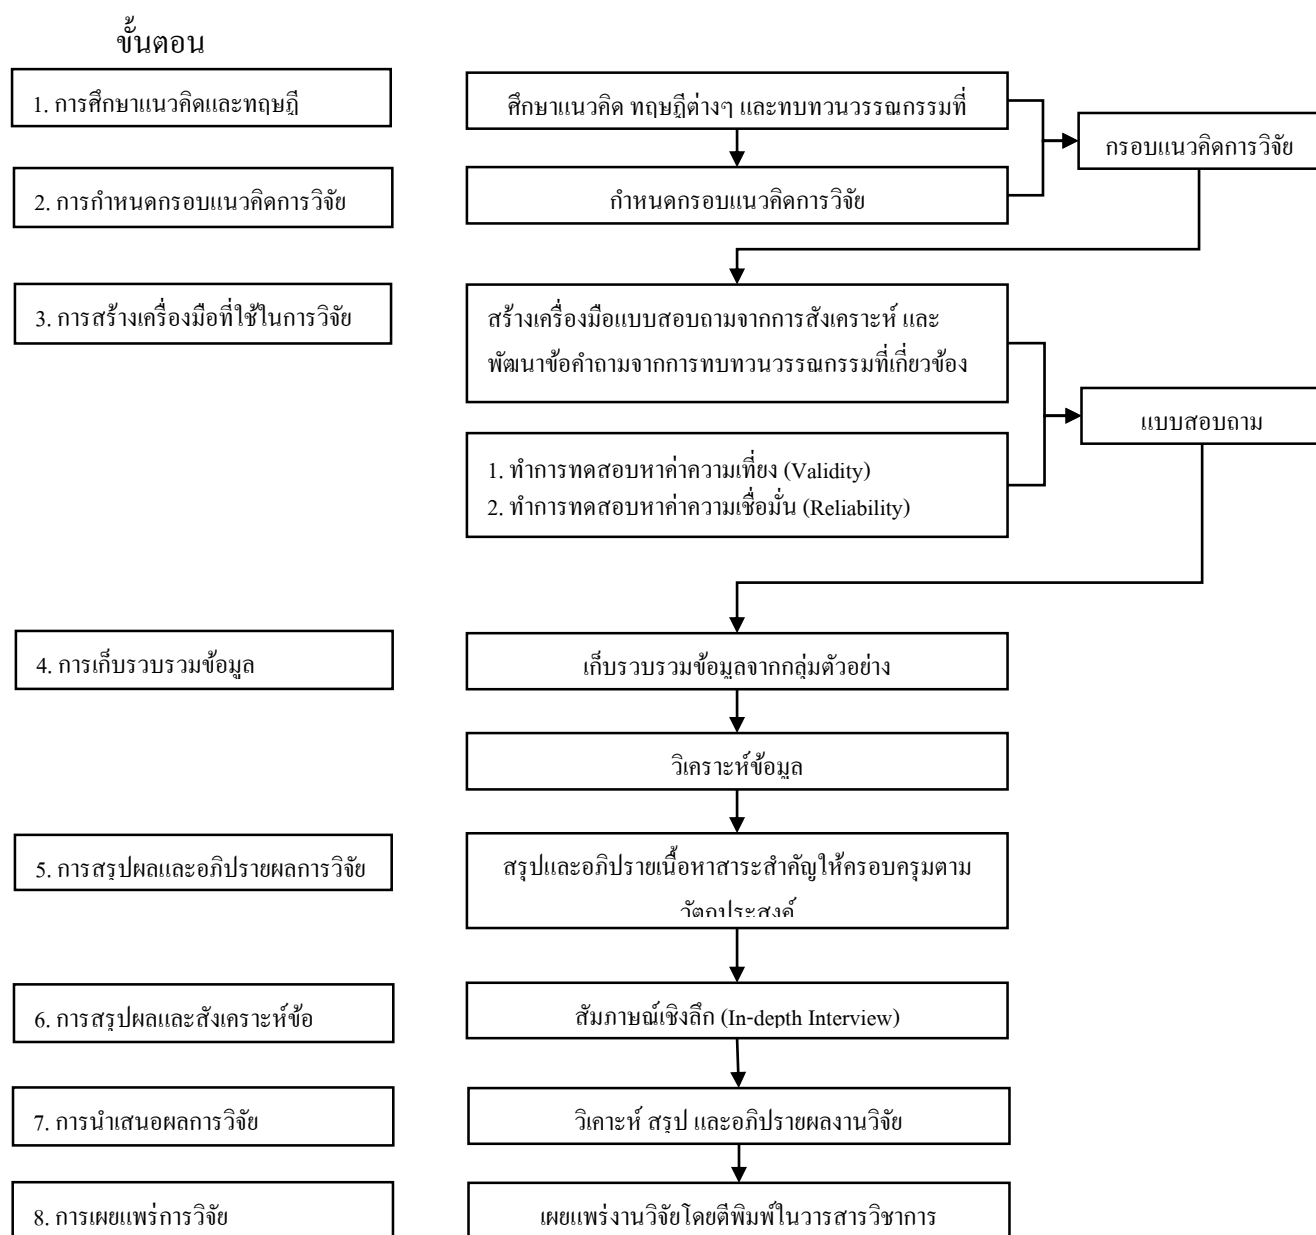 ขั้นตอน
1. การศึกษาแนวคิดและทฤษฎี
ศึกษาแนวคิด ทฤษฎีต่างๆ และทบทวนวรรณกรรมที่
กรอบแนวคิดการวิจัย
2. การกำหนดกรอบแนวคิดการวิจัย
กำหนดกรอบแนวคิดการวิจัย
3. การสร้างเครื่องมือที่ใช้ในการวิจัย
สร้างเครื่องมือแบบสอบถามจากการสังเคราะห์ และ
พัฒนาข้อคำถามจากการทบทวนวรรณกรรมที่เกี่ยวข้อง
แบบสอบถาม
1. ทำการทดสอบหาค่าความเที่ยง (Validity)
2. ทำการทดสอบหาค่าความเชื่อมั่น (Reliability)
4. การเก็บรวบรวมข้อมูล
เก็บรวบรวมข้อมูลจากกลุ่มตัวอย่าง
วิเคราะห์ข้อมูล
5. การสรุปผลและอภิปรายผลการวิจัย
สรุปและอภิปรายเนื้อหาสาระสำคัญให้ครอบครุมตาม
วัตถุประสงค์
6. การสรุปผลและสังเคราะห์ข้อ
สัมภาษณ์เชิงลึก (In-depth Interview)
7. การนำเสนอผลการวิจัย
วิเคาะห์ สรุป และอภิปรายผลงานวิจัย
8. การเผยแพร่การวิจัย
เผยแพร่งานวิจัยโดยตีพิมพ์ในวารสารวิชาการ